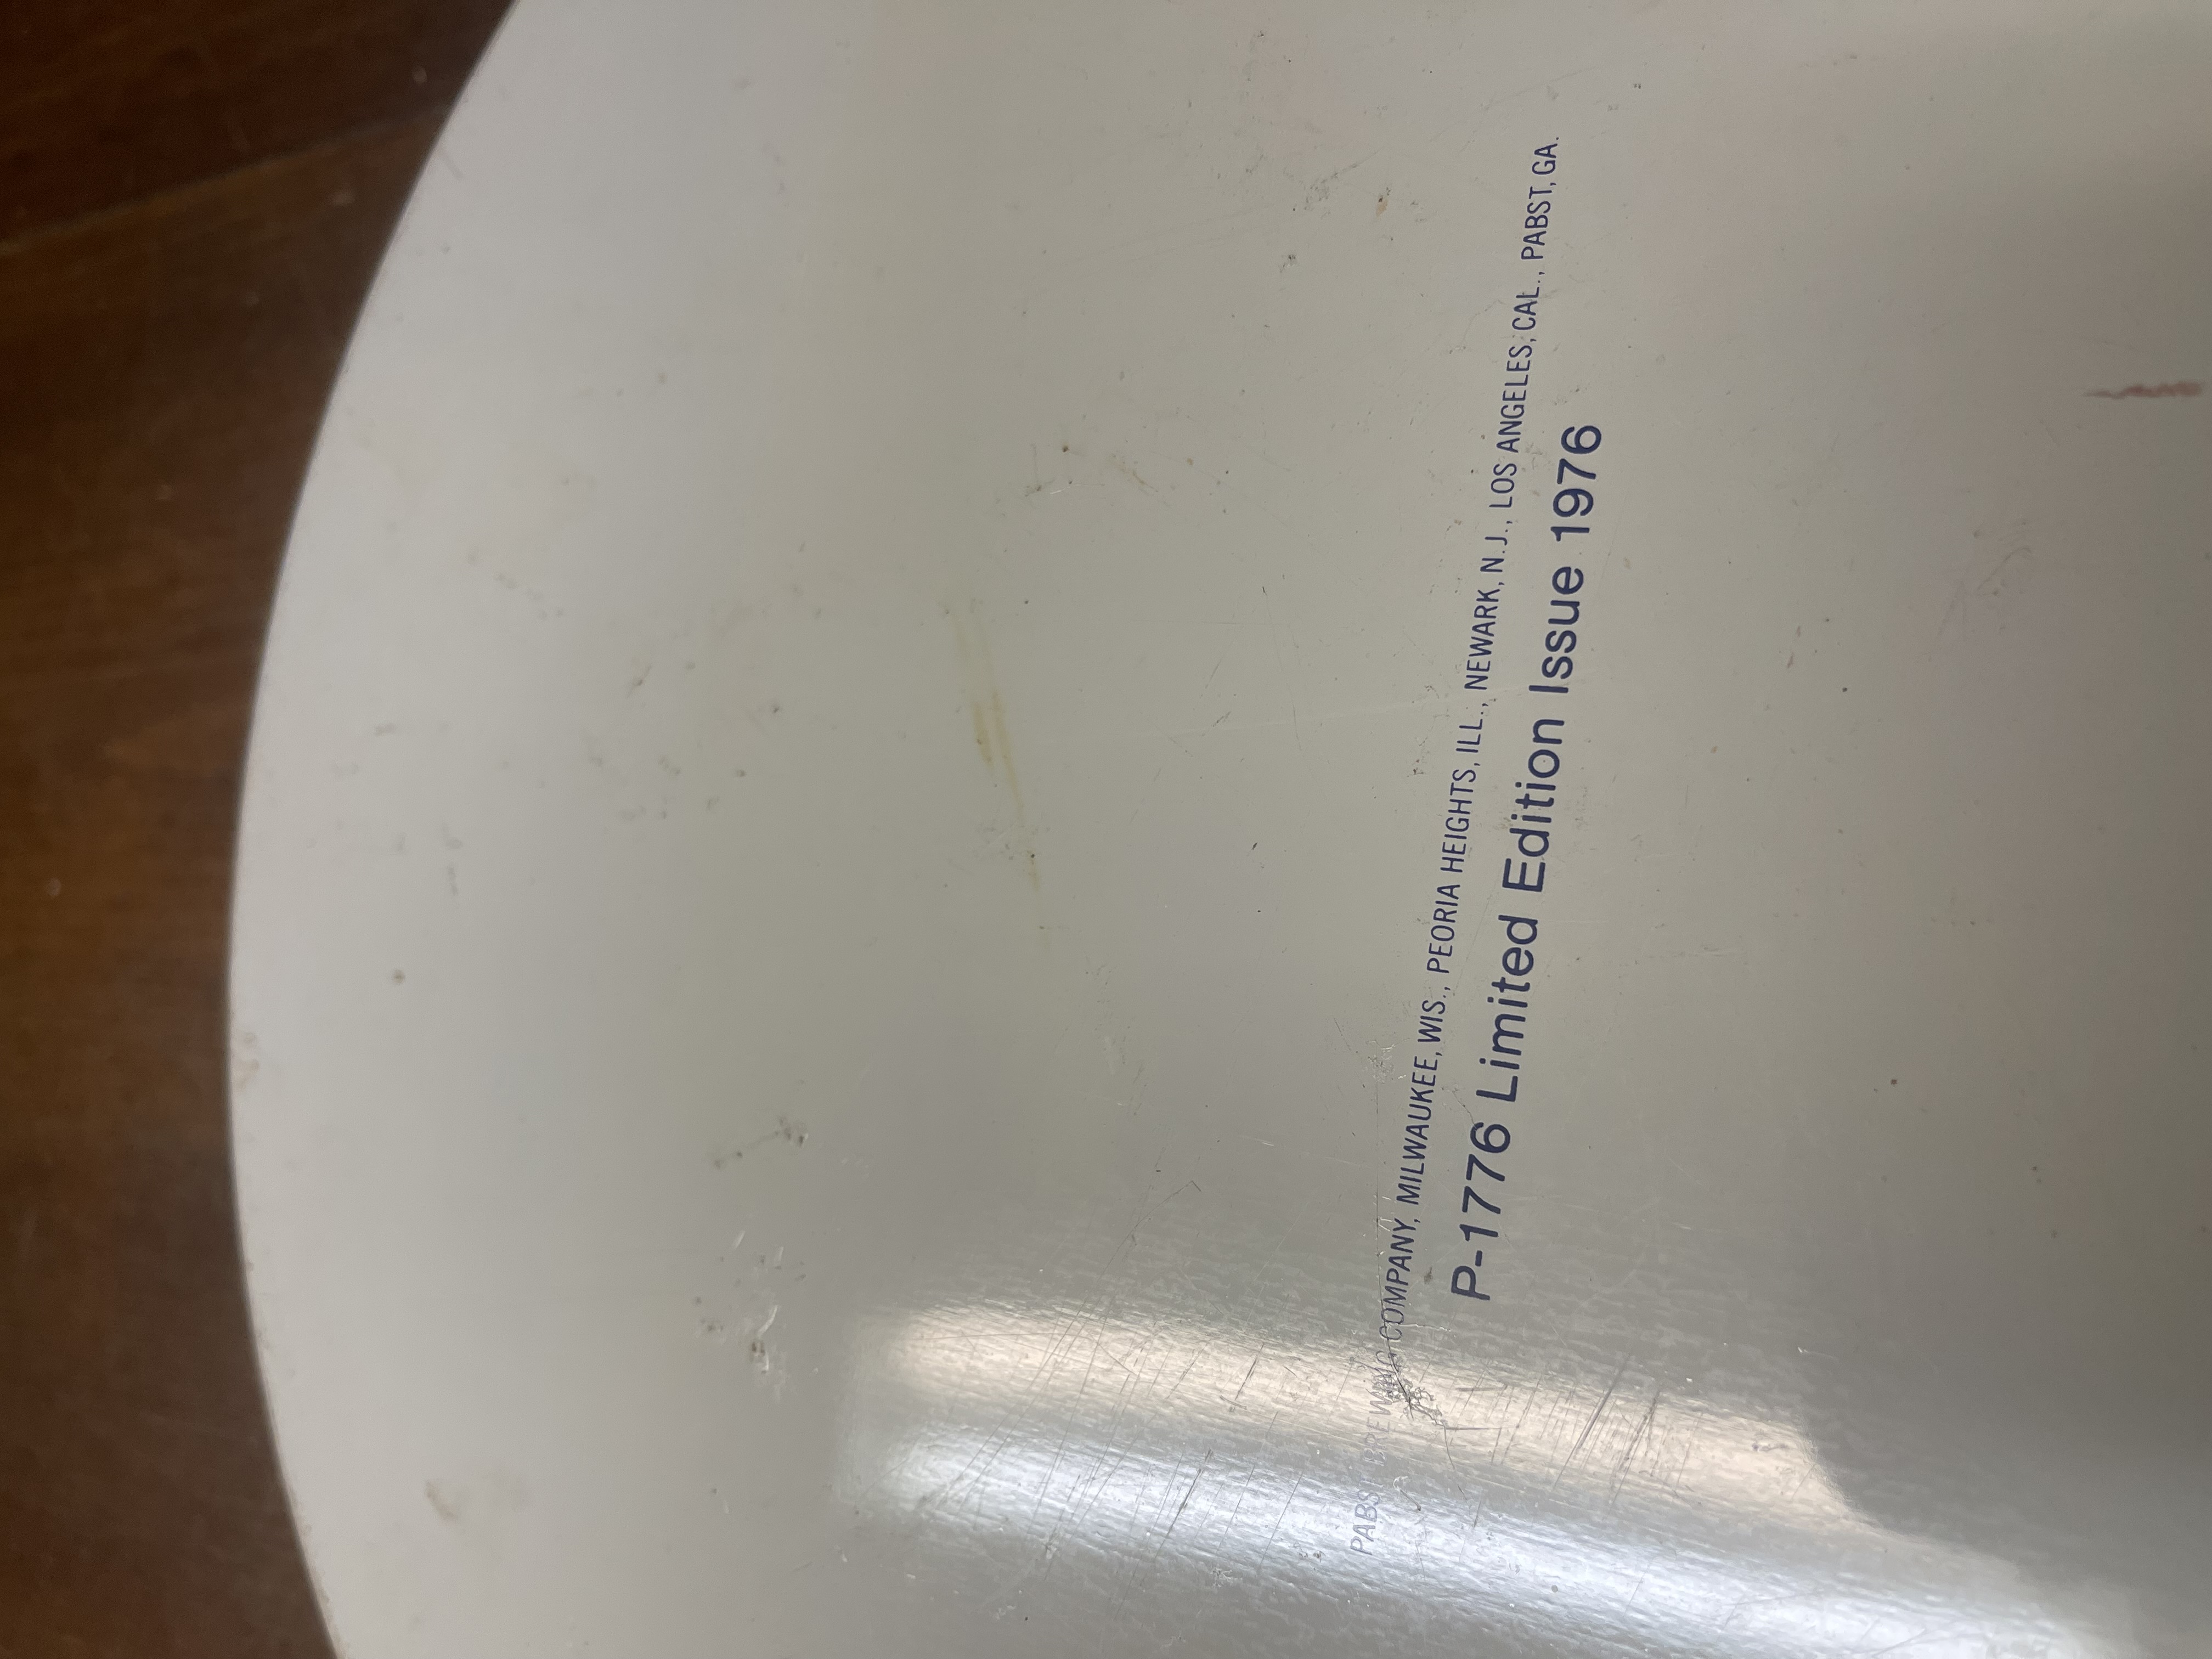 PABST BREWING COMPANY, MILWAUKEE, WIS., PEORIA HEIGHTS, ILL., NEWARK, N.J., LOS ANGELES, CAL., PABST, GA.
P-1776 Limited Edition Issue 1976